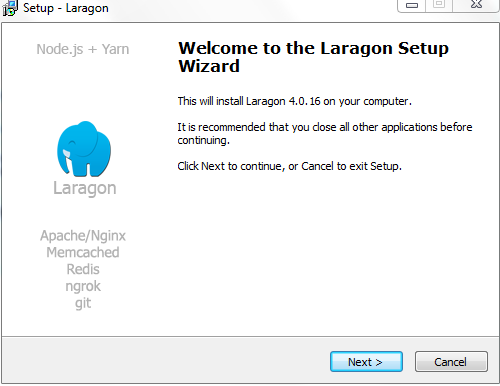 Setup - Laragon
Node.js + Yarn
Laragon
Apache/Nginx
Memcached
Redis
ngrok
git
Welcome to the Laragon Setup
Wizard
This will install Laragon 4.0.16 on your computer.
It is recommended that you close all other applications before
continuing.
Click Next to continue, or Cancel to exit Setup.
Next >
Cancel